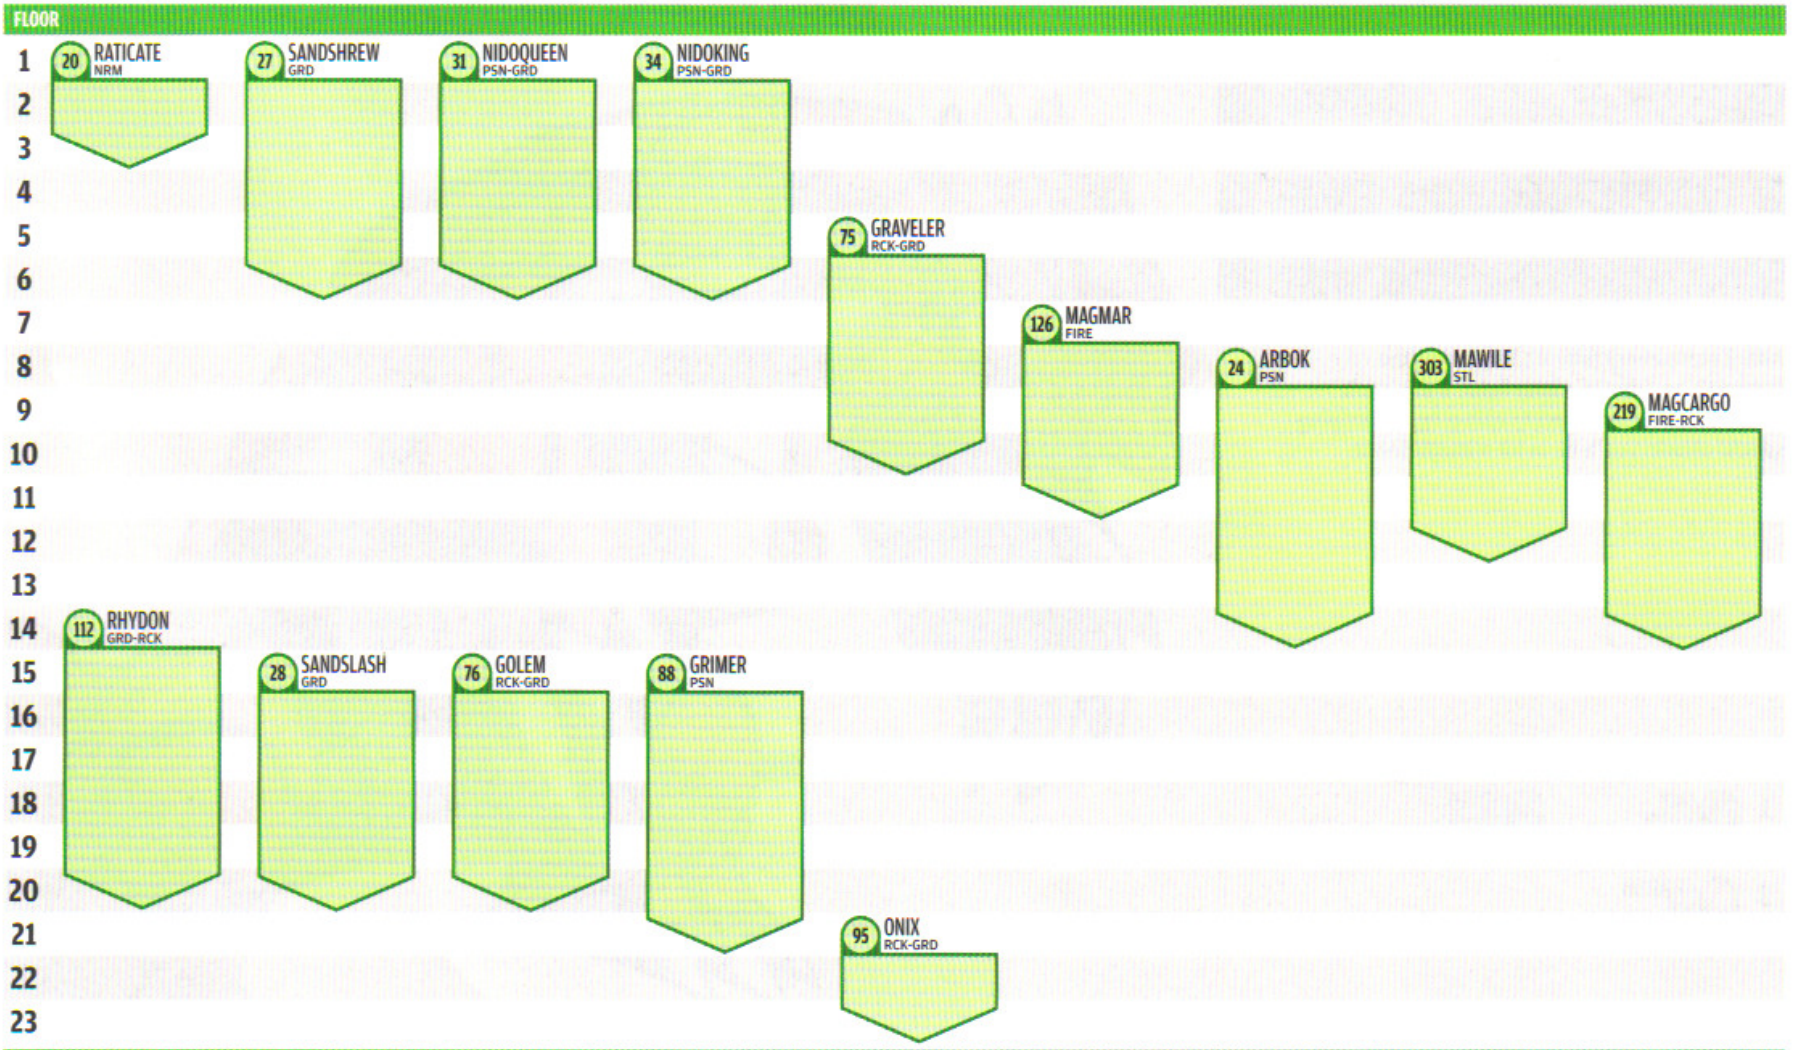 FLOOR
1
20 RATICATE
NRM
27 SANDSHREW
GRD
31 NIDOQUEEN
PSN-GRD
34 NIDOKING
PSN-GRD
2
3
4
5
75 GRAVELER
RCK-GRD
6
7
126 MAGMAR
FIRE
8
24 ARBOK
PSN
303 MAWILE
STL
9
219 MAGCARGO
FIRE-RCK
10
11
12
13
14
112 RHYDON
GRD-RCK
15
28 SANDSLASH
GRD
76 GOLEM
RCK-GRD
88 GRIMER
PSN
16
17
18
19
20
21
95 ONIX
RCK-GRD
22
23